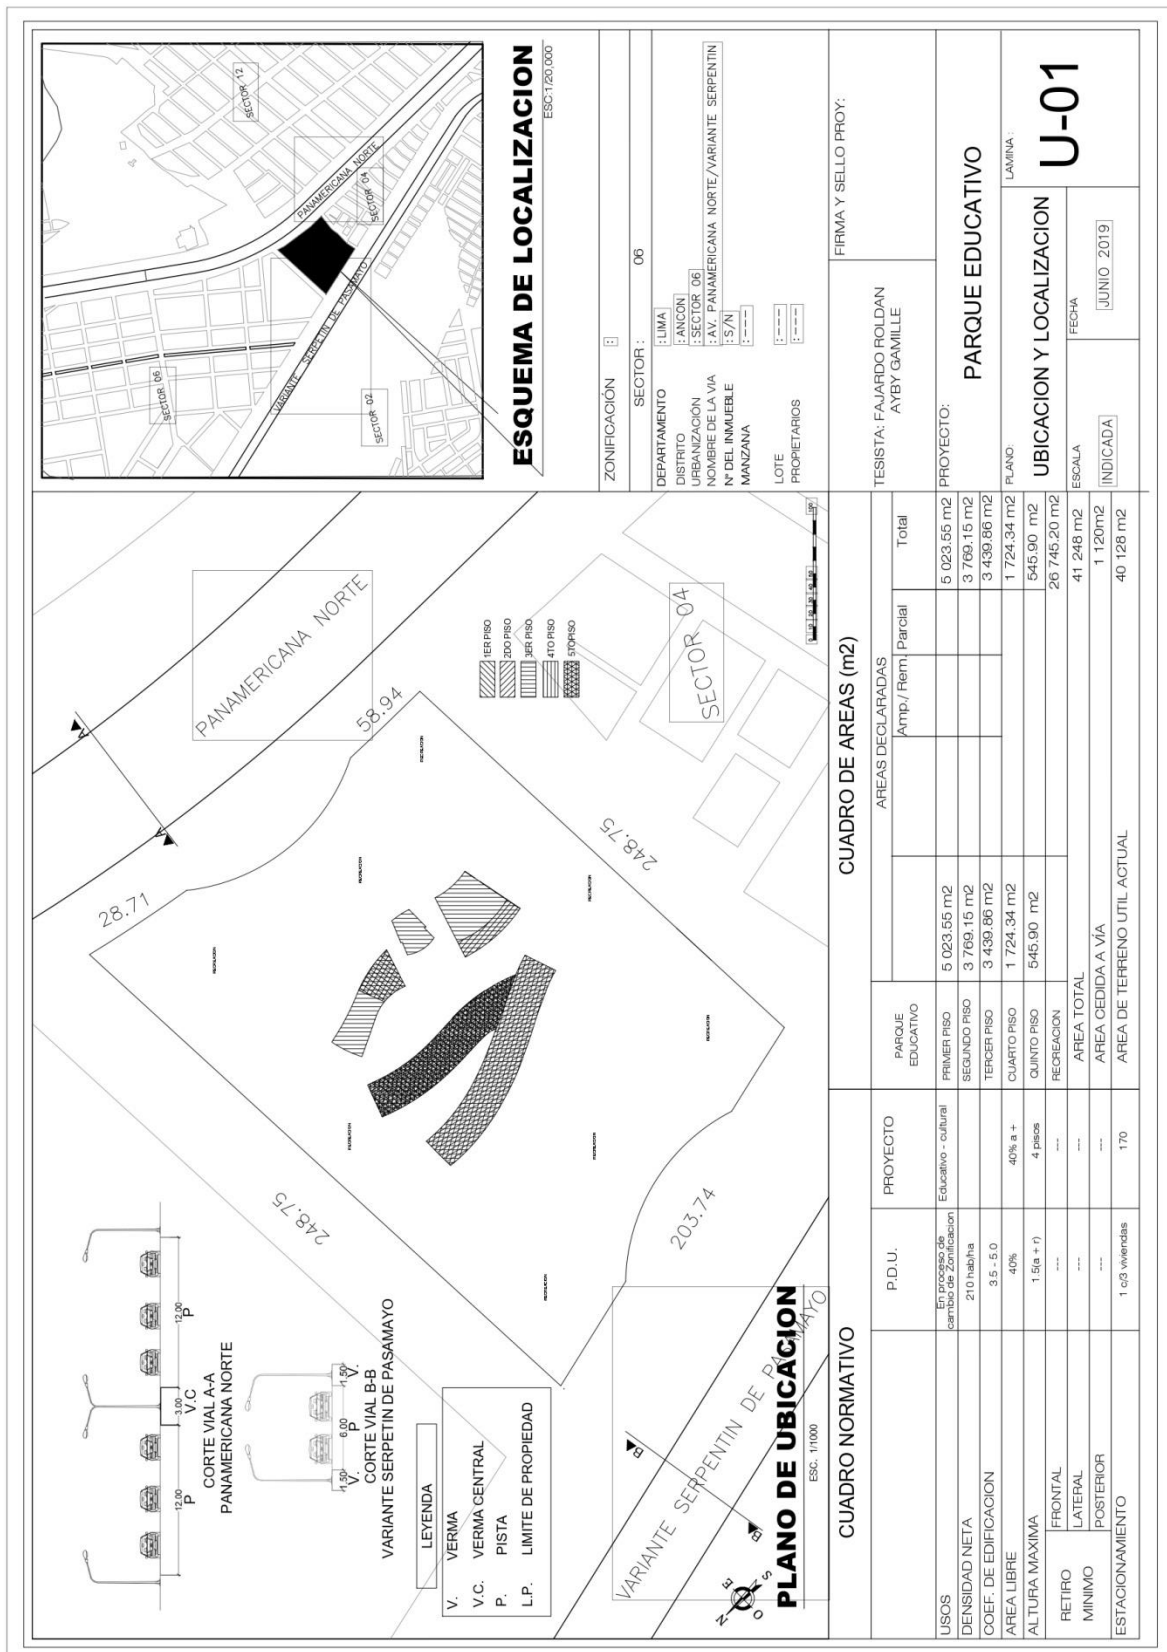 SECTOR 12
PANAMERICANA NORTE
SECTOR 04
SECTOR 06
VARIANTE SERPETIN DE PASAMAYO
SECTOR 02
ESQUEMA DE LOCALIZACION
ESC:1/20,000
ZONIFICACIÓN :
SECTOR : 06
DEPARTAMENTO : LIMA
DISTRITO : ANCON
URBANIZACIÓN : SECTOR 06
NOMBRE DE LA VIA : AV. PANAMERICANA NORTE/VARIANTE SERPENTIN
N° DEL INMUEBLE : S/N
MANZANA : ---
LOTE : ---
PROPIETARIOS : ---
TESISTA: FAJARDO ROLDAN
AYBY GAMILLE
FIRMA Y SELLO PROY:
PROYECTO:
PARQUE EDUCATIVO
PLANO:
UBICACION Y LOCALIZACION
LAMINA :
U-01
ESCALA
INDICADA
FECHA
JUNIO 2019
12.00
P
3.00
V.C
12.00
P
CORTE VIAL A-A
PANAMERICANA NORTE
1.50
V.
6.00
P
1.50
V.
CORTE VIAL B-B
VARIANTE SERPETIN DE PASAMAYO
LEYENDA
V. VERMA
V.C. VERMA CENTRAL
P. PISTA
L.P. LIMITE DE PROPIEDAD
28.71
58.94
248.75
248.75
203.74
A
A
B
B
PANAMERICANA NORTE
SECTOR 04
VARIANTE SERPENTIN DE PASAMAYO
RECREACION
RECREACION
RECREACION
RECREACION
RECREACION
RECREACION
RECREACION
RECREACION
1ER PISO
2DO PISO
3ER PISO
4TO PISO
5TOPISO
N
E
S
O
PLANO DE UBICACION
ESC. 1/1000
CUADRO NORMATIVO
P.D.U. PROYECTO
USOS En proceso de cambio de Zonificacion Educativo - cultural
DENSIDAD NETA 210 hab/ha
COEF. DE EDIFICACION 3.5 - 5.0
AREA LIBRE 40% 40% a +
ALTURA MAXIMA 1.5(a + r) 4 pisos
RETIRO MINIMO
FRONTAL --- ---
LATERAL --- ---
POSTERIOR --- ---
ESTACIONAMIENTO 1 c/3 viviendas 170
CUADRO DE AREAS (m2)
PARQUE EDUCATIVO
AREAS DECLARADAS
Amp./ Rem. Parcial Total
PRIMER PISO 5 023.55 m2 5 023.55 m2
SEGUNDO PISO 3 769.15 m2 3 769.15 m2
TERCER PISO 3 439.86 m2 3 439.86 m2
CUARTO PISO 1 724.34 m2 1 724.34 m2
QUINTO PISO 545.90 m2 545.90 m2
RECREACION 26 745.20 m2
AREA TOTAL 41 248 m2
AREA CEDIDA A VÍA 1 120m2
AREA DE TERRENO UTIL ACTUAL 40 128 m2